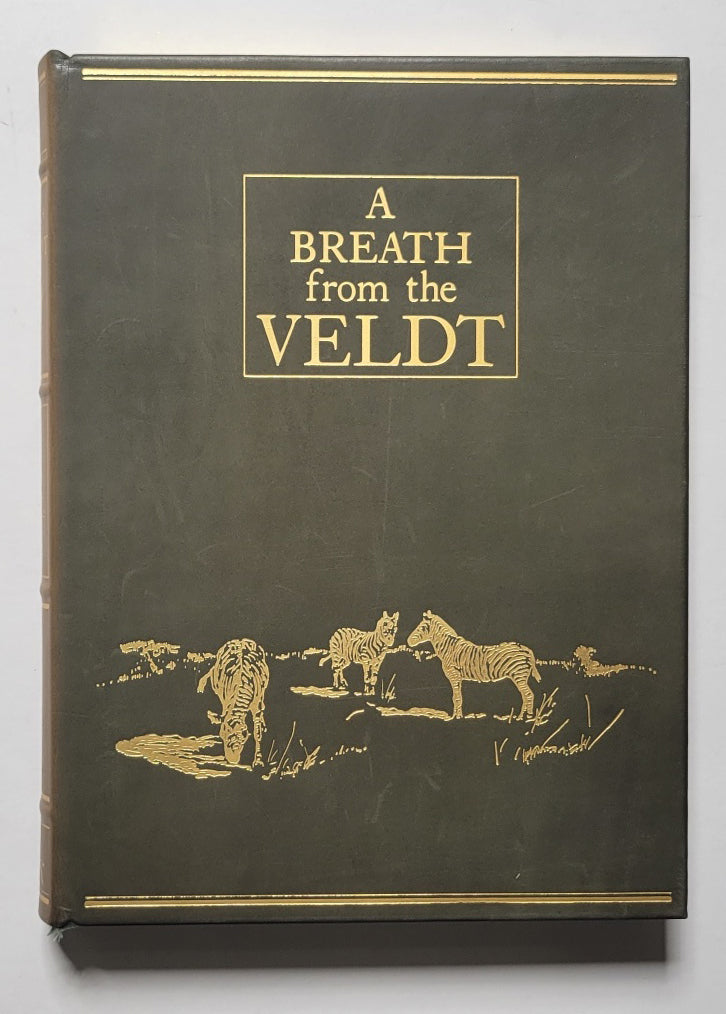 A
BREATH
from the
VELDT